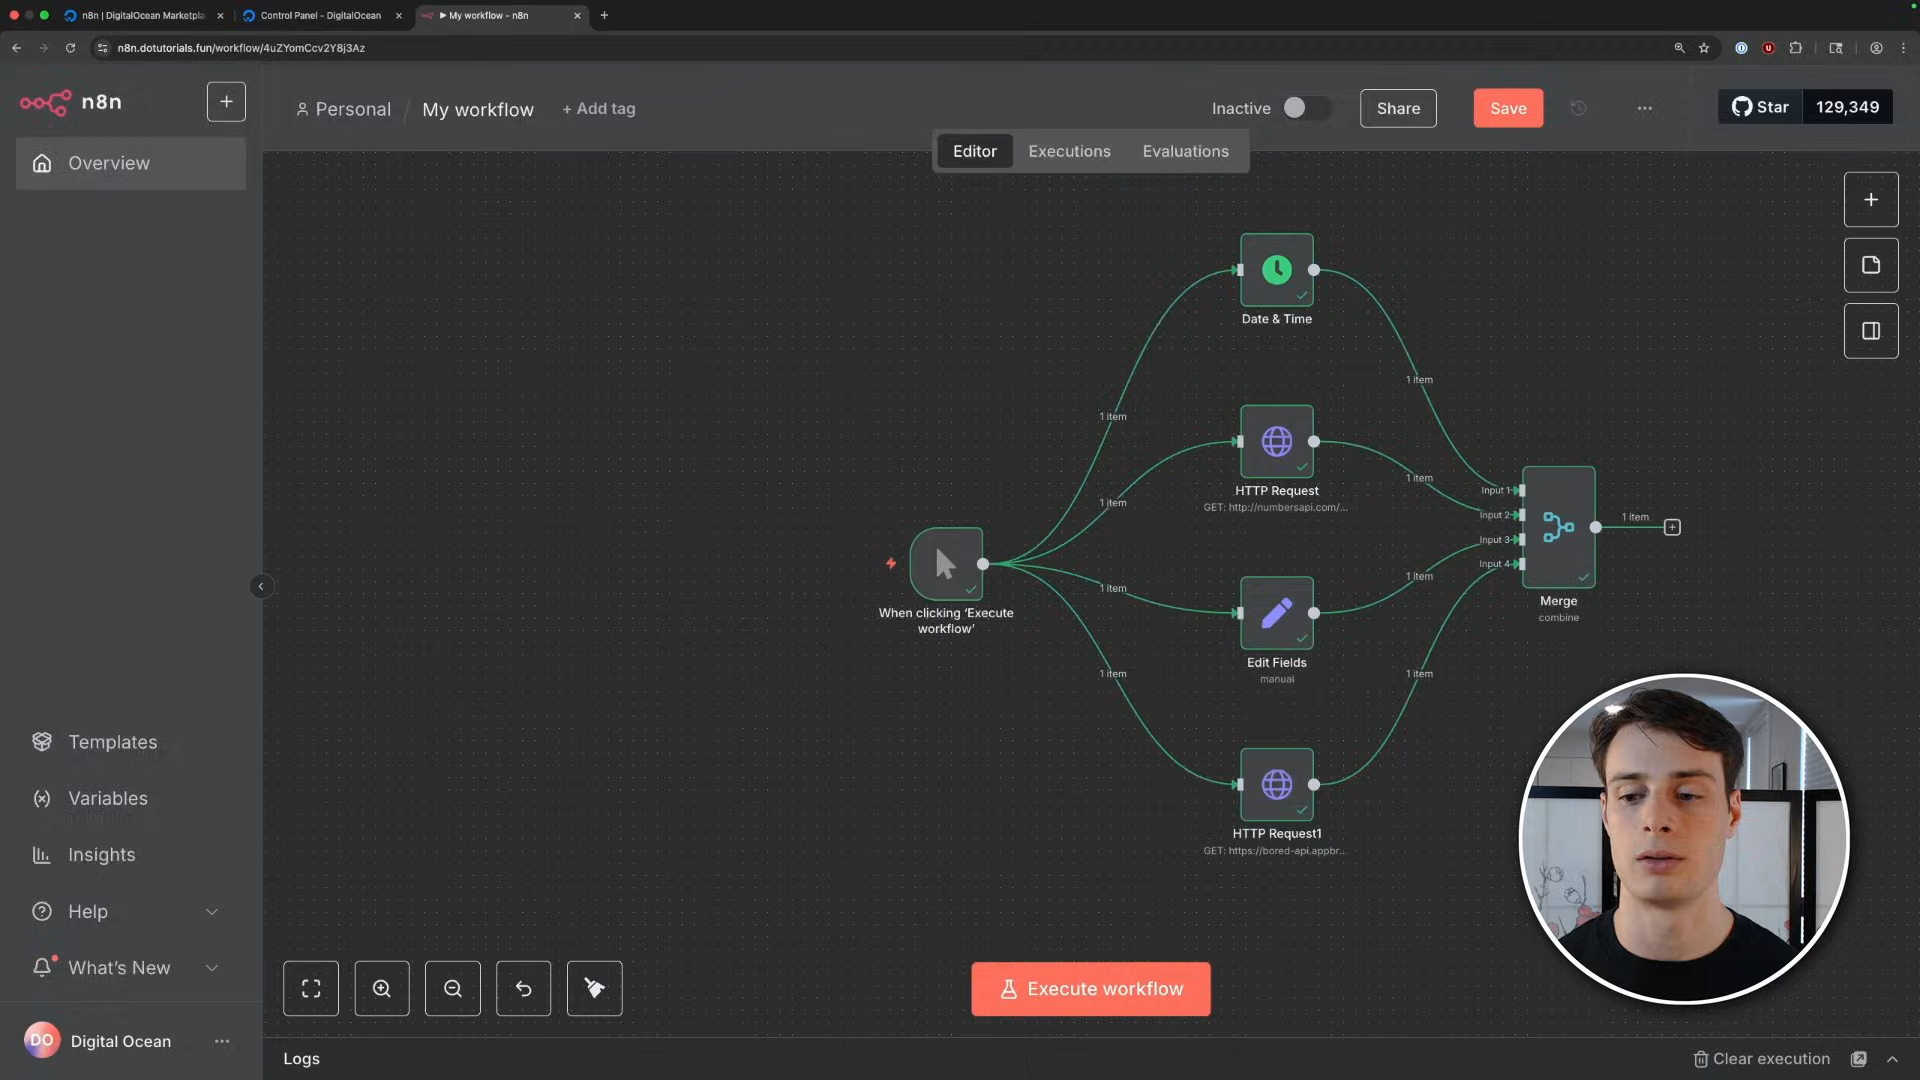 n8n | DigitalOcean Marketpla
Control Panel - DigitalOcean
▶ My workflow - n8n
n8n.dotutorials.fun/workflow/4uZYomCcv2Y8j3Az
n8n
Overview
Personal / My workflow + Add tag
Inactive
Share
Save
Star 129,349
Editor Executions Evaluations
Date & Time
1 item
1 item
HTTP Request
GET: http://numbersapi.com/...
1 item
1 item
Input 1
Input 2
Input 3
Input 4
1 item
Merge
combine
When clicking ‘Execute
workflow’
1 item
1 item
Edit Fields
manual
1 item
1 item
HTTP Request1
GET: https://bored-api.appbr...
Templates
Variables
Insights
Help
What’s New
Execute workflow
DO Digital Ocean
Logs
Clear execution